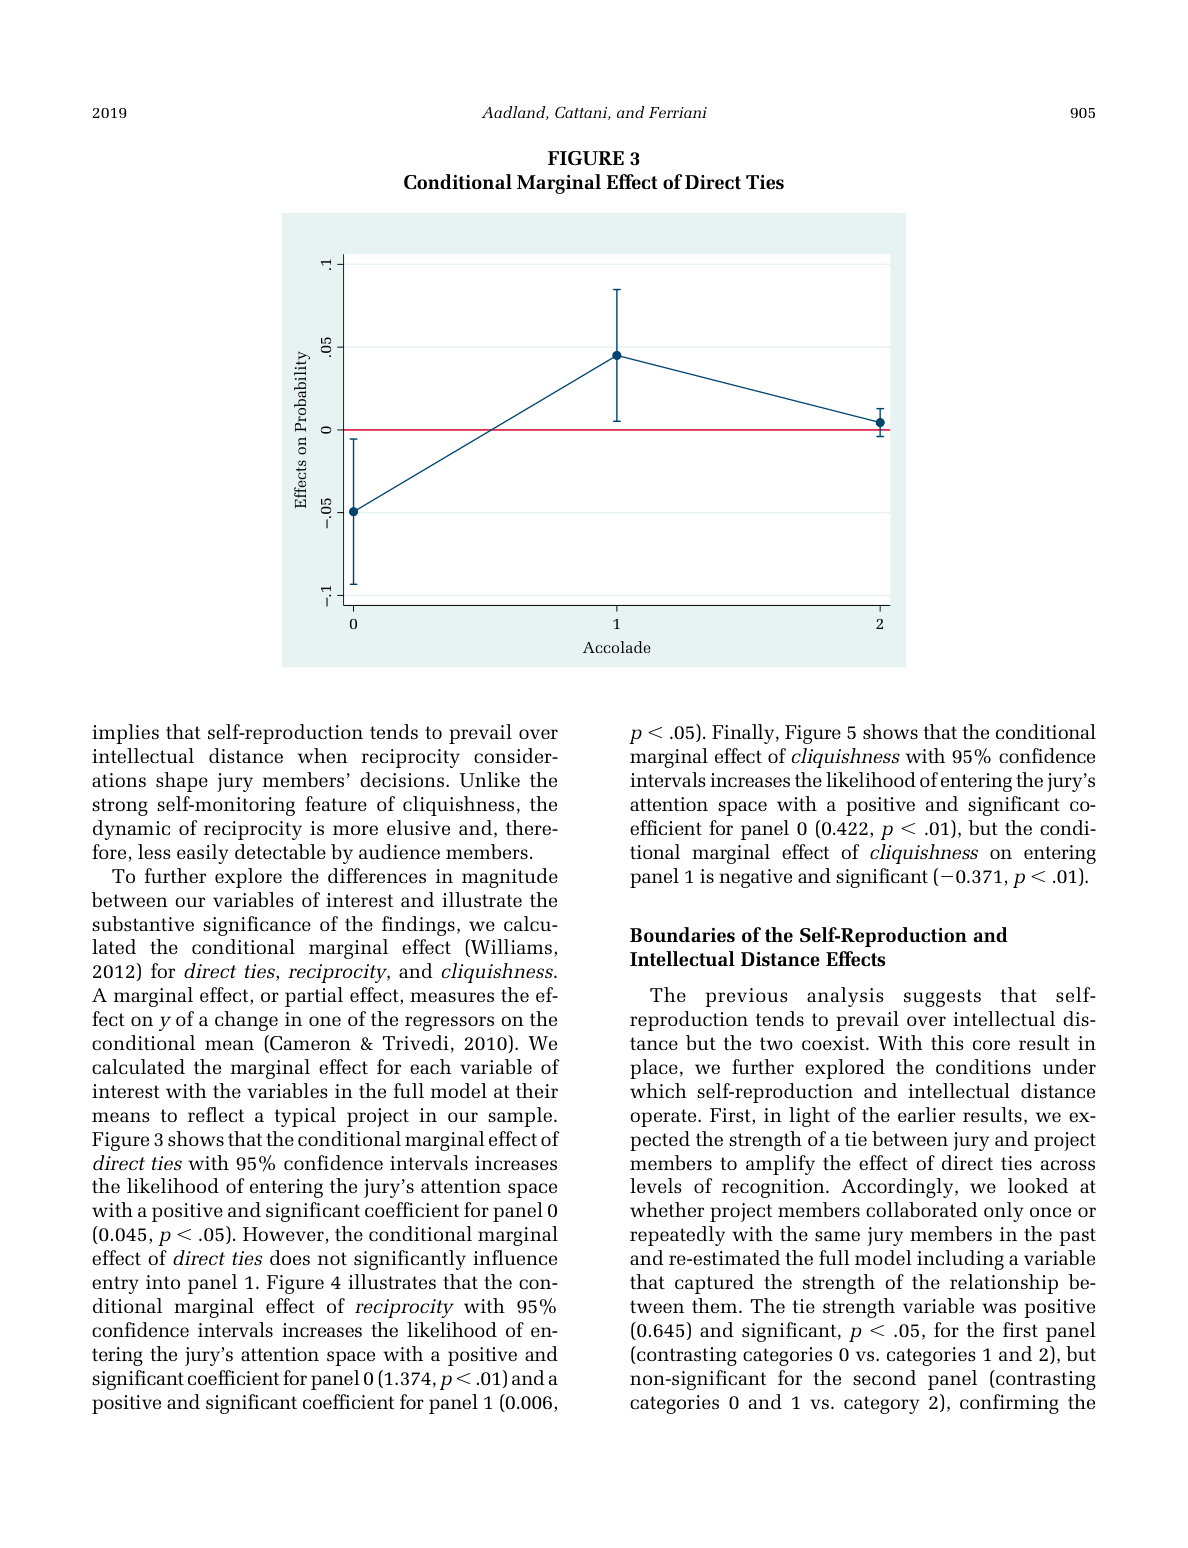 2019
Aadland, Cattani, and Ferriani
905
FIGURE 3
Conditional Marginal Effect of Direct Ties
.1
.05
0
−.05
−.1
Effects on Probability
0
1
2
Accolade
implies that self-reproduction tends to prevail over
intellectual distance when reciprocity consider-
ations shape jury members’ decisions. Unlike the
strong self-monitoring feature of cliquishness, the
dynamic of reciprocity is more elusive and, there-
fore, less easily detectable by audience members.
To further explore the differences in magnitude
between our variables of interest and illustrate the
substantive significance of the findings, we calcu-
lated the conditional marginal effect (Williams,
2012) for direct ties, reciprocity, and cliquishness.
A marginal effect, or partial effect, measures the ef-
fect on y of a change in one of the regressors on the
conditional mean (Cameron & Trivedi, 2010). We
calculated the marginal effect for each variable of
interest with the variables in the full model at their
means to reflect a typical project in our sample.
Figure 3 shows that the conditional marginal effect of
direct ties with 95% confidence intervals increases
the likelihood of entering the jury’s attention space
with a positive and significant coefficient for panel 0
(0.045, p < .05). However, the conditional marginal
effect of direct ties does not significantly influence
entry into panel 1. Figure 4 illustrates that the con-
ditional marginal effect of reciprocity with 95%
confidence intervals increases the likelihood of en-
tering the jury’s attention space with a positive and
significant coefficient for panel 0 (1.374, p < .01) and a
positive and significant coefficient for panel 1 (0.006,
p < .05). Finally, Figure 5 shows that the conditional
marginal effect of cliquishness with 95% confidence
intervals increases the likelihood of entering the jury’s
attention space with a positive and significant co-
efficient for panel 0 (0.422, p < .01), but the condi-
tional marginal effect of cliquishness on entering
panel 1 is negative and significant (−0.371, p < .01).
Boundaries of the Self-Reproduction and
Intellectual Distance Effects
The previous analysis suggests that self-
reproduction tends to prevail over intellectual dis-
tance but the two coexist. With this core result in
place, we further explored the conditions under
which self-reproduction and intellectual distance
operate. First, in light of the earlier results, we ex-
pected the strength of a tie between jury and project
members to amplify the effect of direct ties across
levels of recognition. Accordingly, we looked at
whether project members collaborated only once or
repeatedly with the same jury members in the past
and re-estimated the full model including a variable
that captured the strength of the relationship be-
tween them. The tie strength variable was positive
(0.645) and significant, p < .05, for the first panel
(contrasting categories 0 vs. categories 1 and 2), but
non-significant for the second panel (contrasting
categories 0 and 1 vs. category 2), confirming the